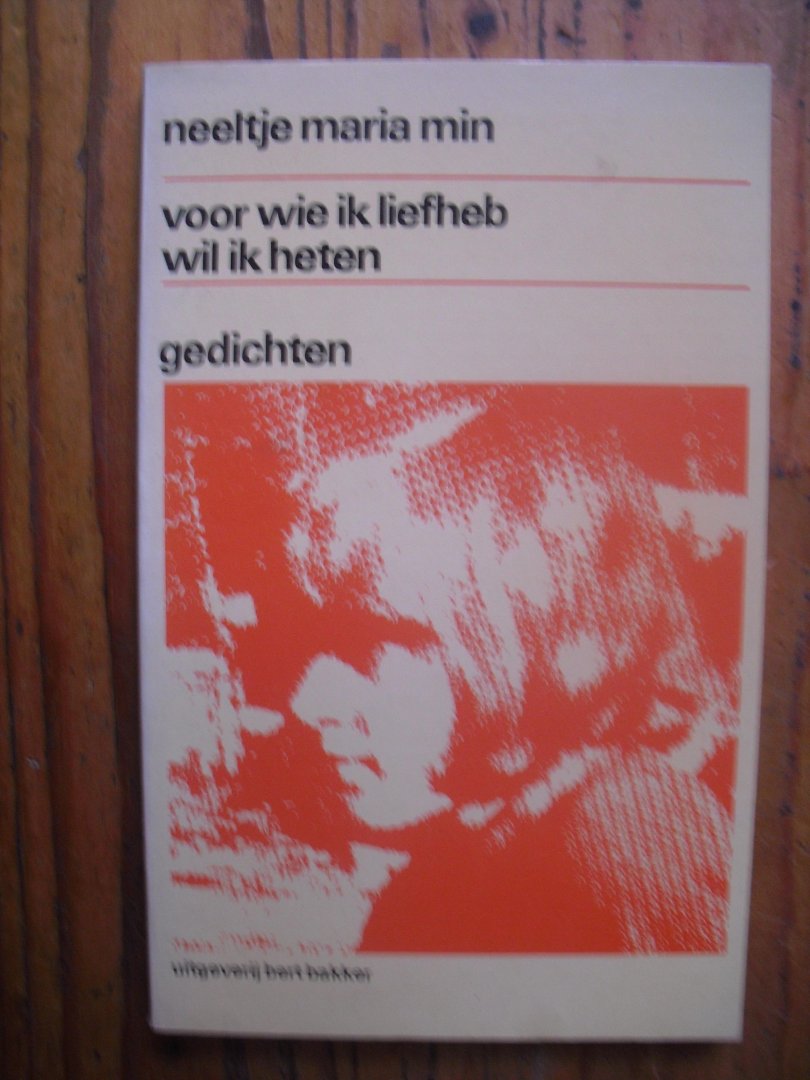 neeltje maria min
voor wie ik liefheb
wil ik heten
gedichten
uitgeverij bert bakker